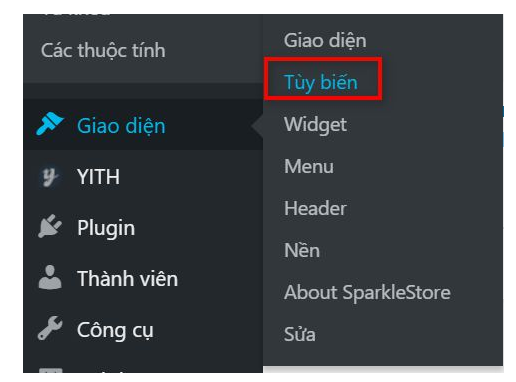 Các thuộc tính
Giao diện
YITH
Plugin
Thành viên
Công cụ
Giao diện
Tùy biến
Widget
Menu
Header
Nền
About SparkleStore
Sửa